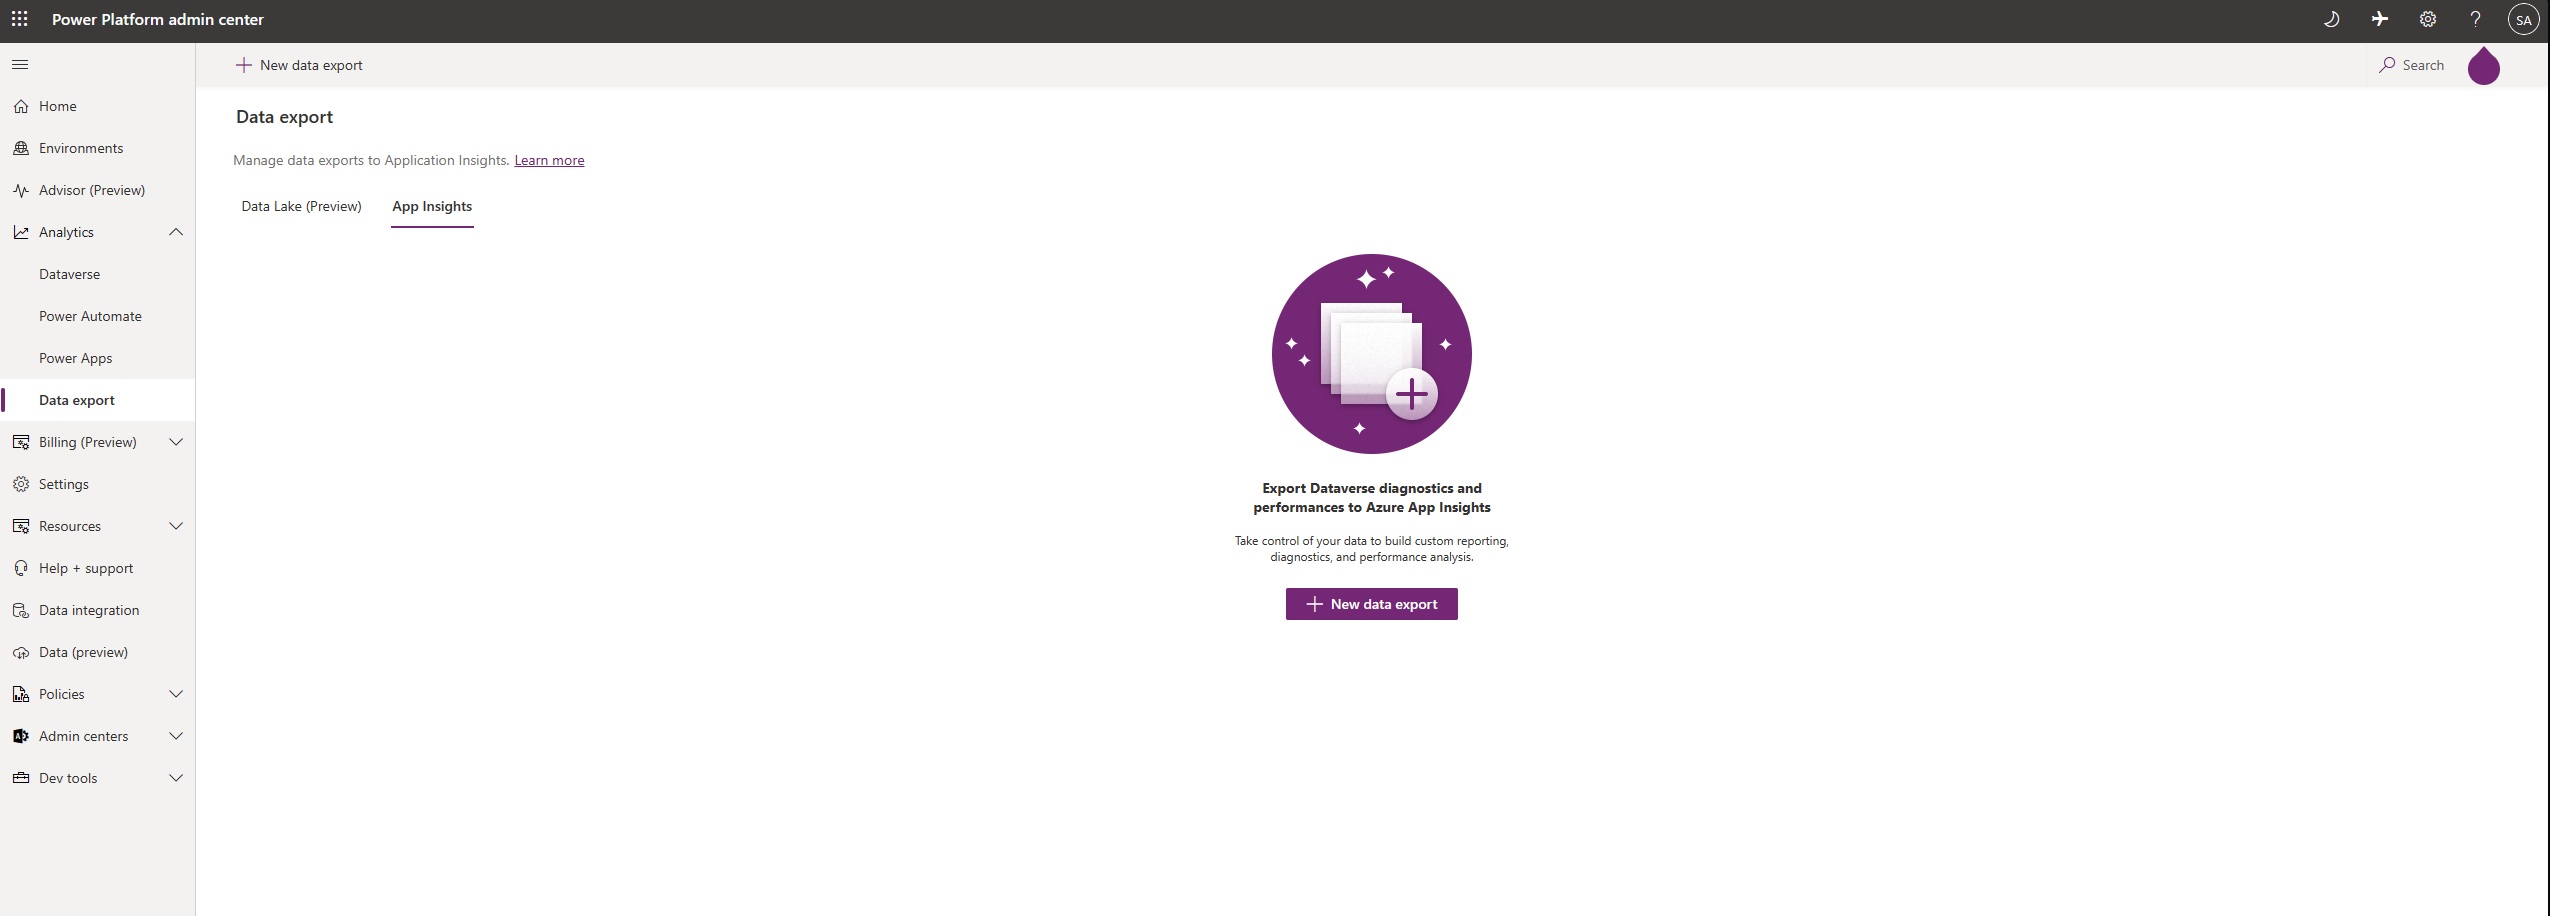 Power Platform admin center
SA
New data export
Search
Home
Environments
Advisor (Preview)
Analytics
Dataverse
Power Automate
Power Apps
Data export
Billing (Preview)
Settings
Resources
Help + support
Data integration
Data (preview)
Policies
Admin centers
Dev tools
Data export
Manage data exports to Application Insights. Learn more
Data Lake (Preview) App Insights
Export Dataverse diagnostics and
performances to Azure App Insights
Take control of your data to build custom reporting,
diagnostics, and performance analysis.
New data export